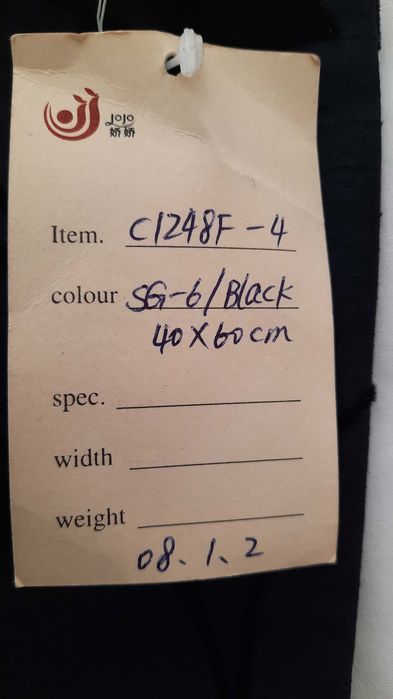 JOJO
娇娇
Item. C1248F-4
colour SG-6/Black
40X60cm
spec.
width
weight
08.1.2